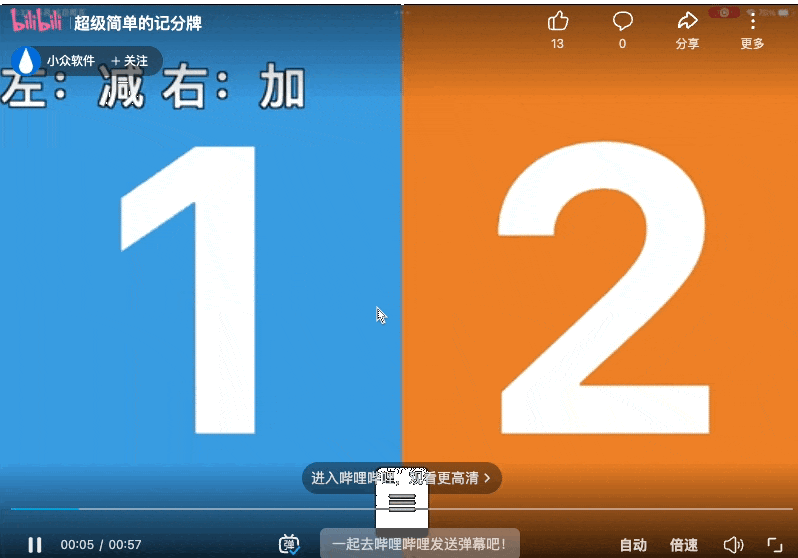 bilibili 超级简单的记分牌
13
0
分享
更多
小众软件 + 关注
左：减 右：加
1
2
进入哔哩哔哩，观看更高清 >
00:05 / 00:57
弹
一起去哔哩哔哩发送弹幕吧！
自动
倍速